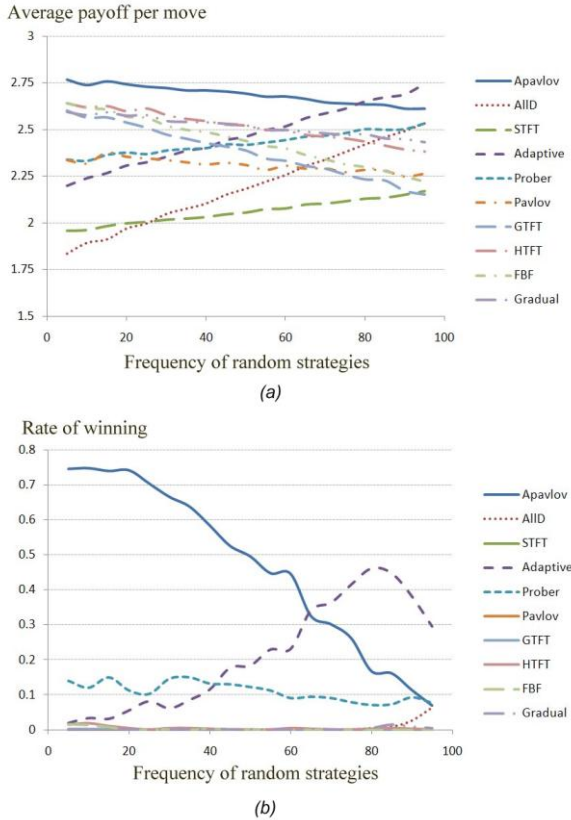 Average payoff per move
3
2.75
2.5
2.25
2
1.75
1.5
0 20 40 60 80 100
Frequency of random strategies
Apavlov
AllD
STFT
Adaptive
Prober
Pavlov
GTFT
HTFT
FBF
Gradual
(a)
Rate of winning
0.8
0.7
0.6
0.5
0.4
0.3
0.2
0.1
0
0 20 40 60 80 100
Frequency of random strategies
Apavlov
AllD
STFT
Adaptive
Prober
Pavlov
GTFT
HTFT
FBF
Gradual
(b)